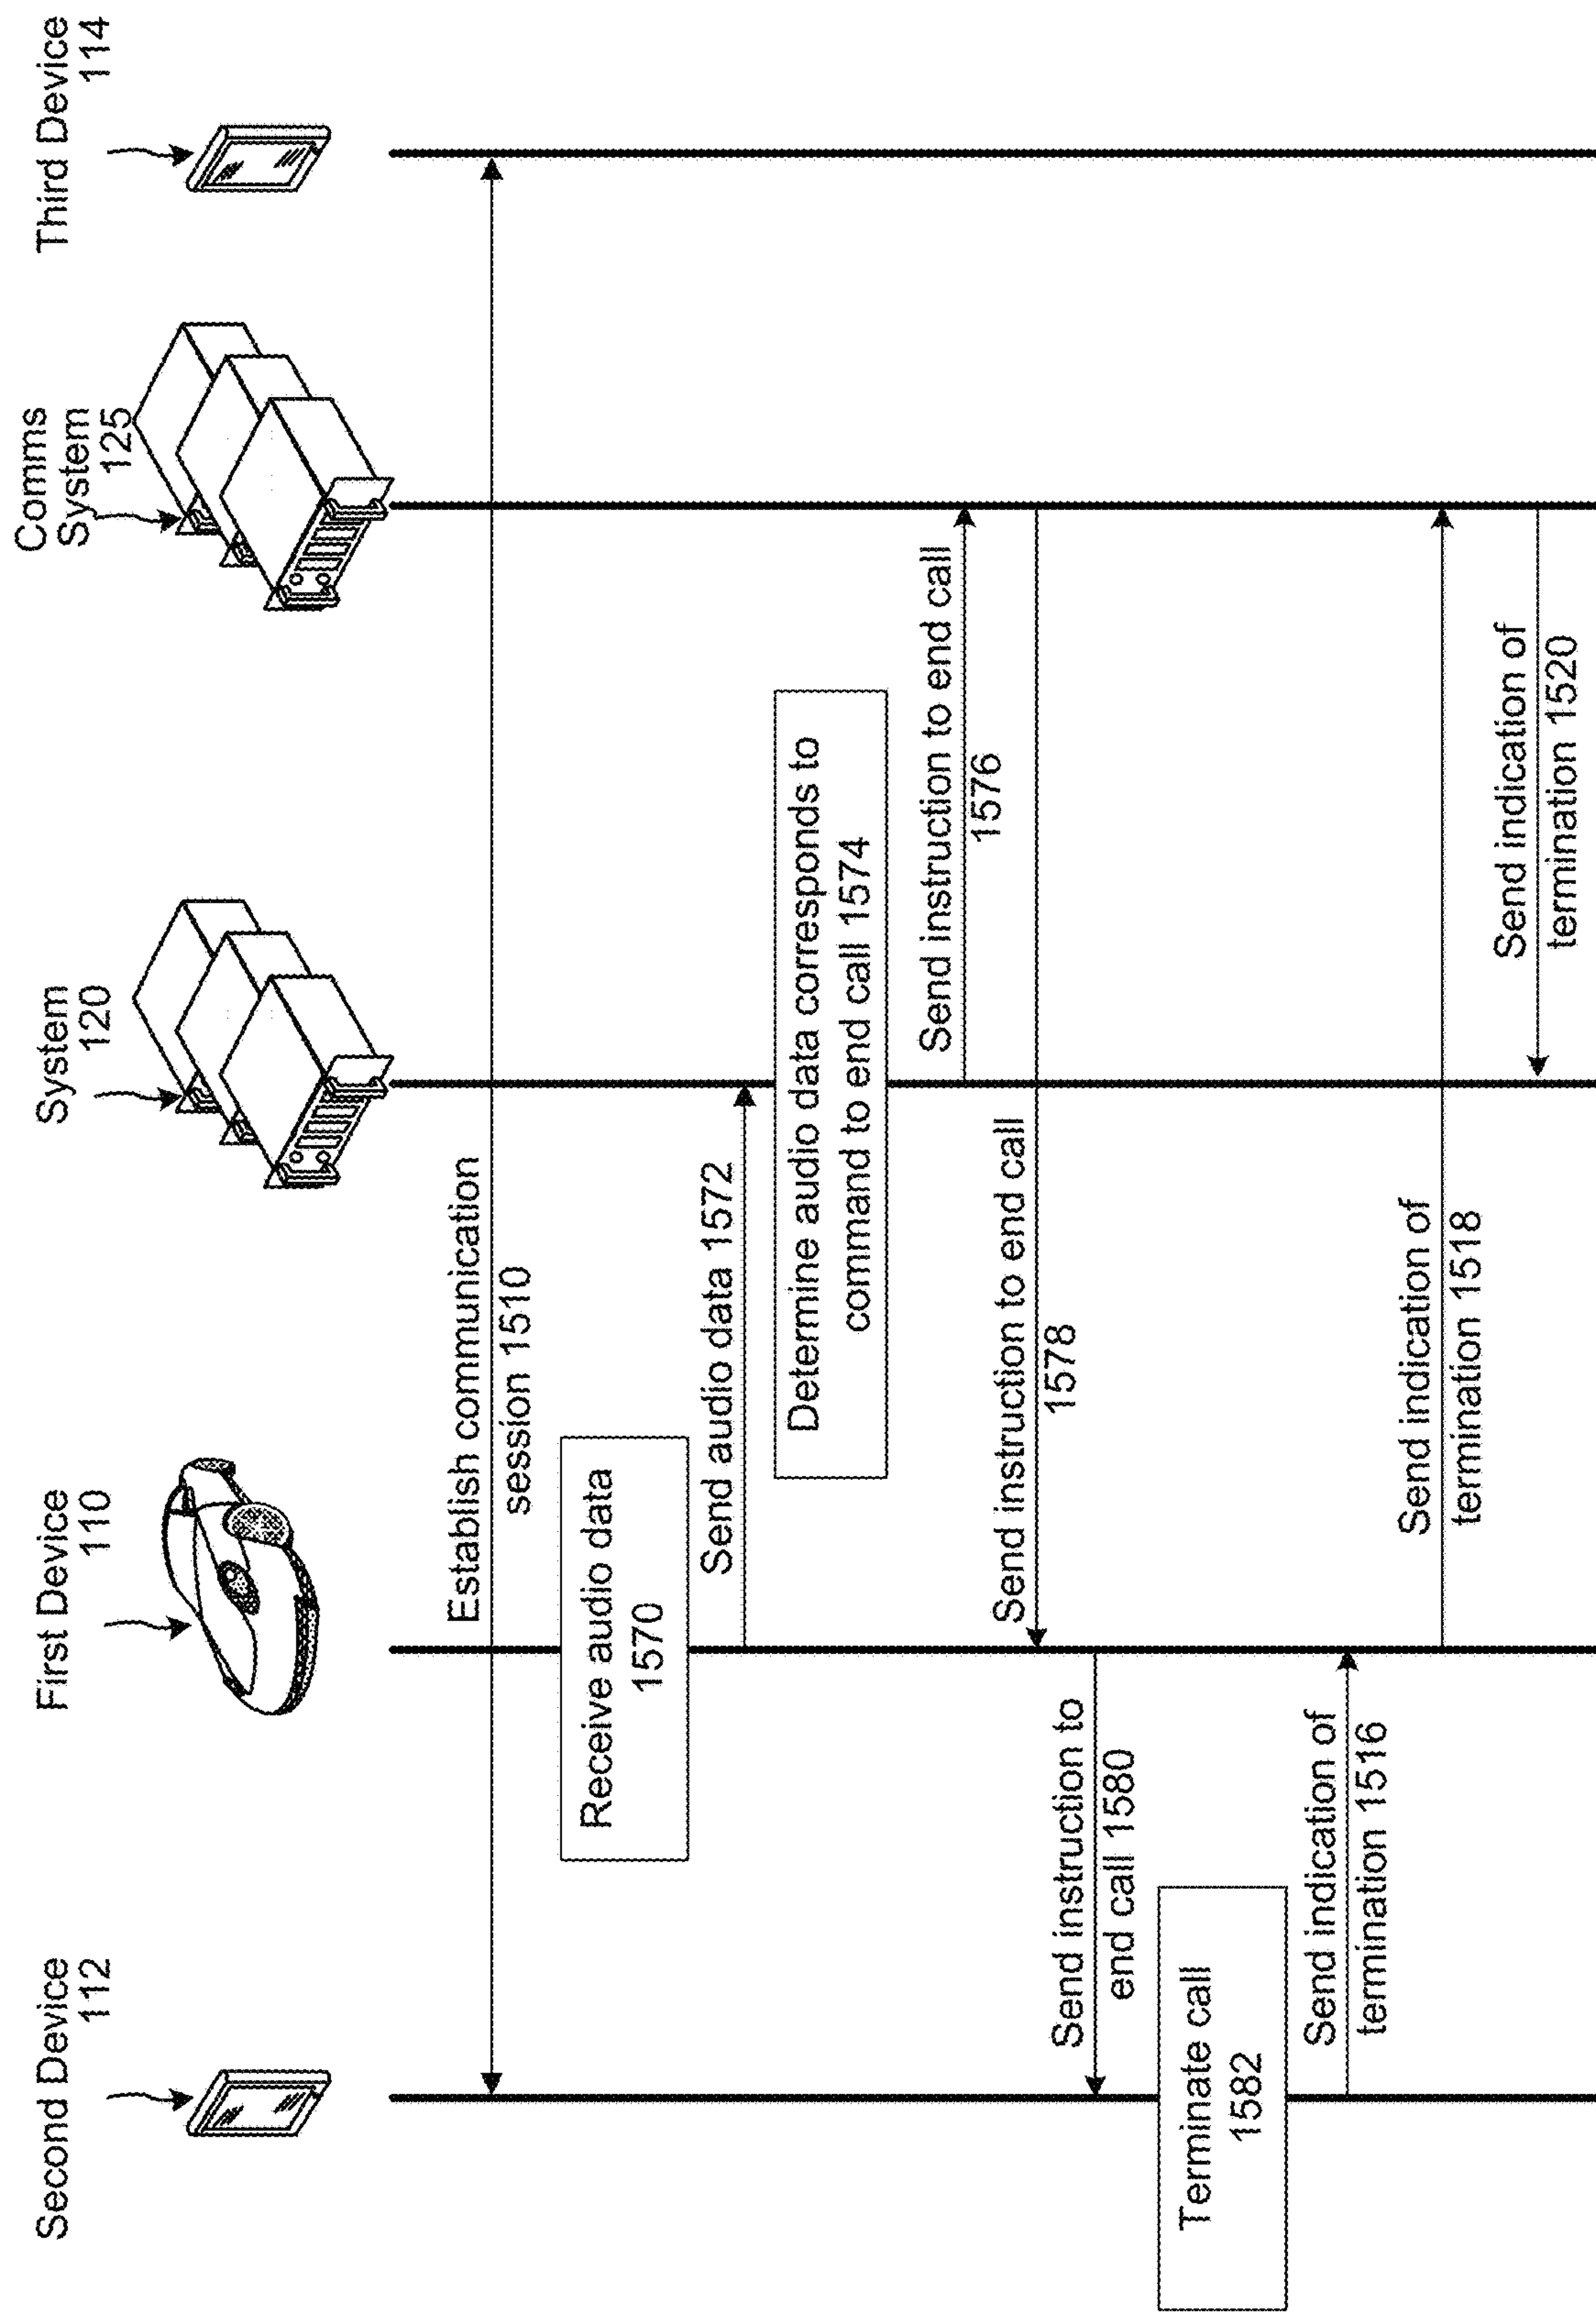 Second Device
112
First Device
110
System
120
Comms
System
125
Third Device
114
Establish communication
session 1510
Receive audio data
1570
Send audio data 1572
Determine audio data corresponds to
command to end call 1574
Send instruction to end call
1576
Send instruction to end call
1578
Send instruction to
end call 1580
Terminate call
1582
Send indication of
termination 1516
Send indication of
termination 1518
Send indication of
termination 1520